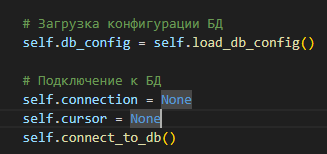 # Загрузка конфигурации БД
self.db_config = self.load_db_config()
# Подключение к БД
self.connection = None
self.cursor = None
self.connect_to_db()